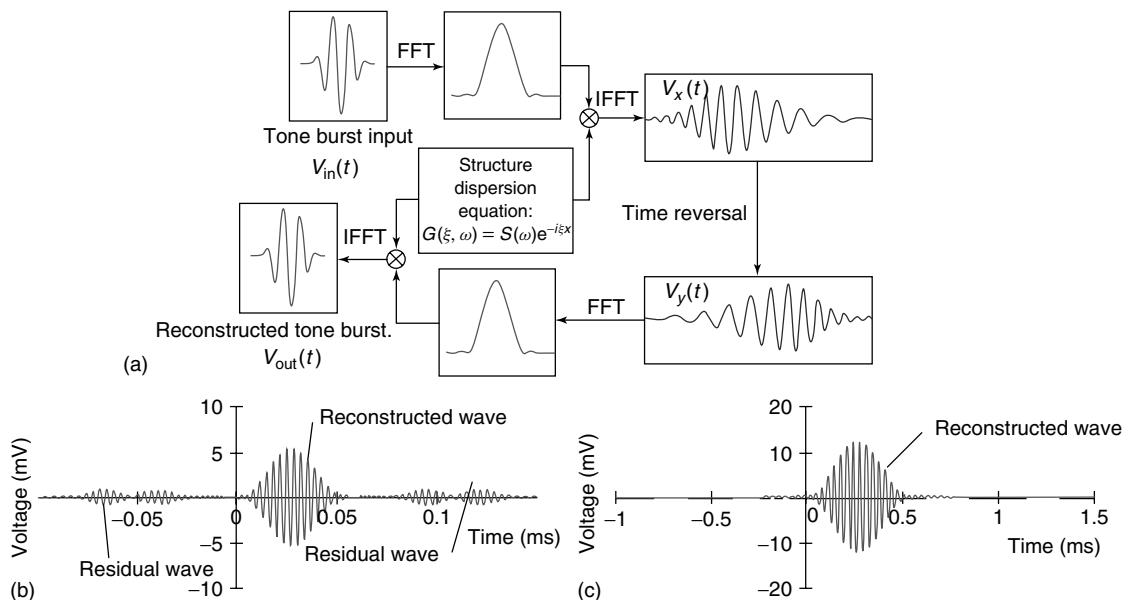 FFT
Tone burst input
V_in(t)
IFFT
V_x(t)
Structure
dispersion
equation:
G(ξ, ω) = S(ω)e^{−iξx}
Time reversal
V_y(t)
FFT
IFFT
Reconstructed tone burst.
V_out(t)
(a)
10
5
0
−5
−10
−0.05
0.05
0.1
Voltage (mV)
Time (ms)
Reconstructed wave
Residual wave
Residual wave
(b)
20
10
0
−10
−20
−1
−0.5
0
0.5
1
1.5
Voltage (mV)
Time (ms)
Reconstructed wave
(c)